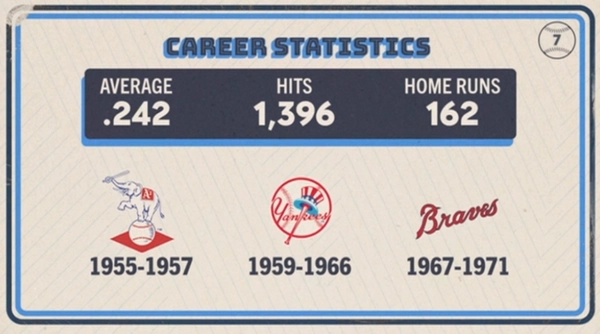 CAREER STATISTICS
7
AVERAGE HITS HOME RUNS
.242 1,396 162
A's Yankees Braves
1955-1957 1959-1966 1967-1971